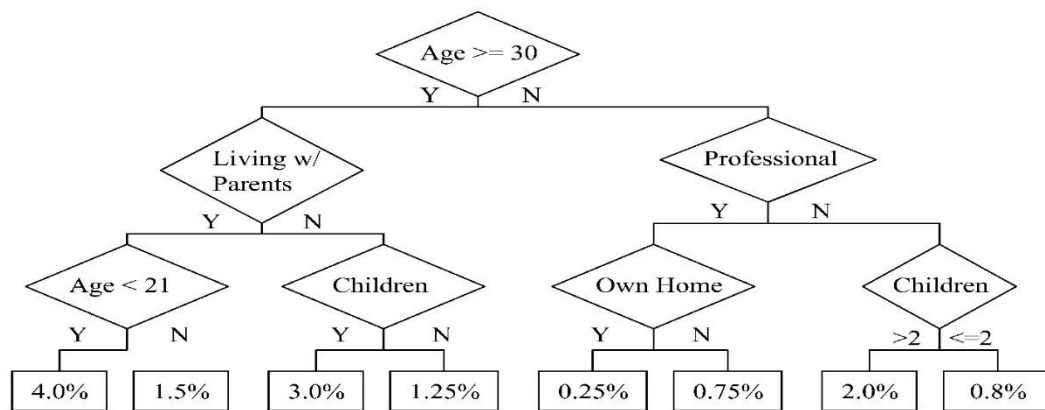 Age >= 30
Y N
Living w/
Parents
Professional
Y N
Y N
Age < 21
Children
Own Home
Children
Y N
Y N
Y N
>2 <=2
4.0%
1.5%
3.0%
1.25%
0.25%
0.75%
2.0%
0.8%